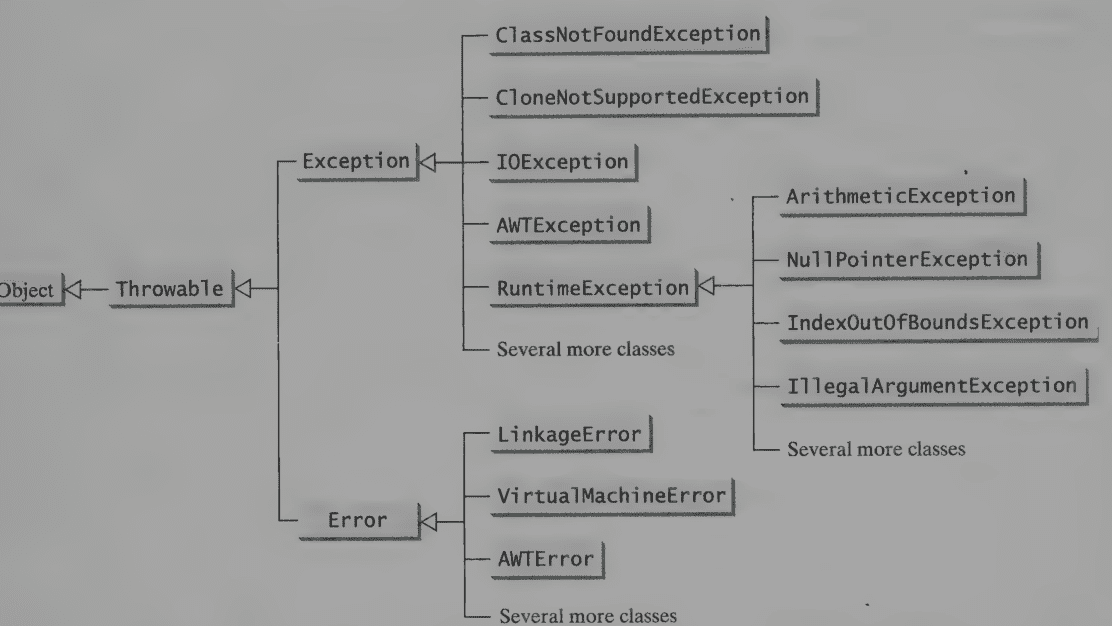 ClassNotFoundException
CloneNotSupportedException
Exception
IOException
ArithmeticException
AWTException
NullPointerException
Object
Throwable
RuntimeException
IndexOutOfBoundsException
Several more classes
IllegalArgumentException
LinkageError
Several more classes
VirtualMachineError
Error
AWTError
Several more classes